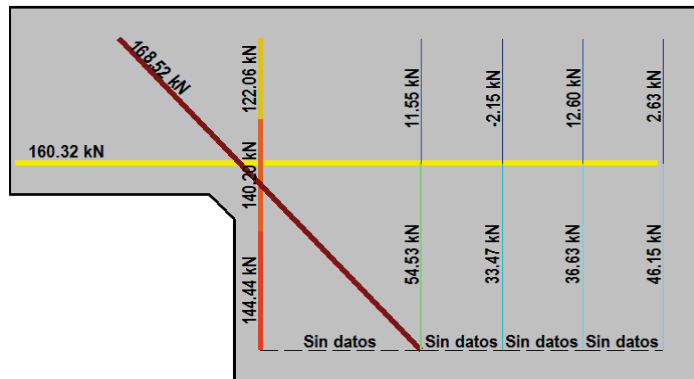 168.52 kN
122.06 kN
11.55 kN
-2.15 kN
12.60 kN
2.63 kN
160.32 kN
140.20 kN
144.44 kN
54.53 kN
33.47 kN
36.63 kN
46.15 kN
Sin datos
Sin datos
Sin datos
Sin datos